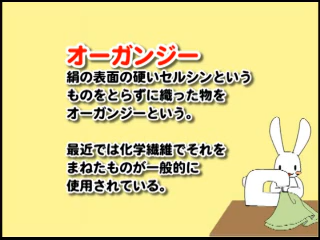 オーガンジー
絹の表面の硬いセルシンという
ものをとらずに織った物を
オーガンジーという。
最近では化学繊維でそれを
まねたものが一般的に
使用されている。